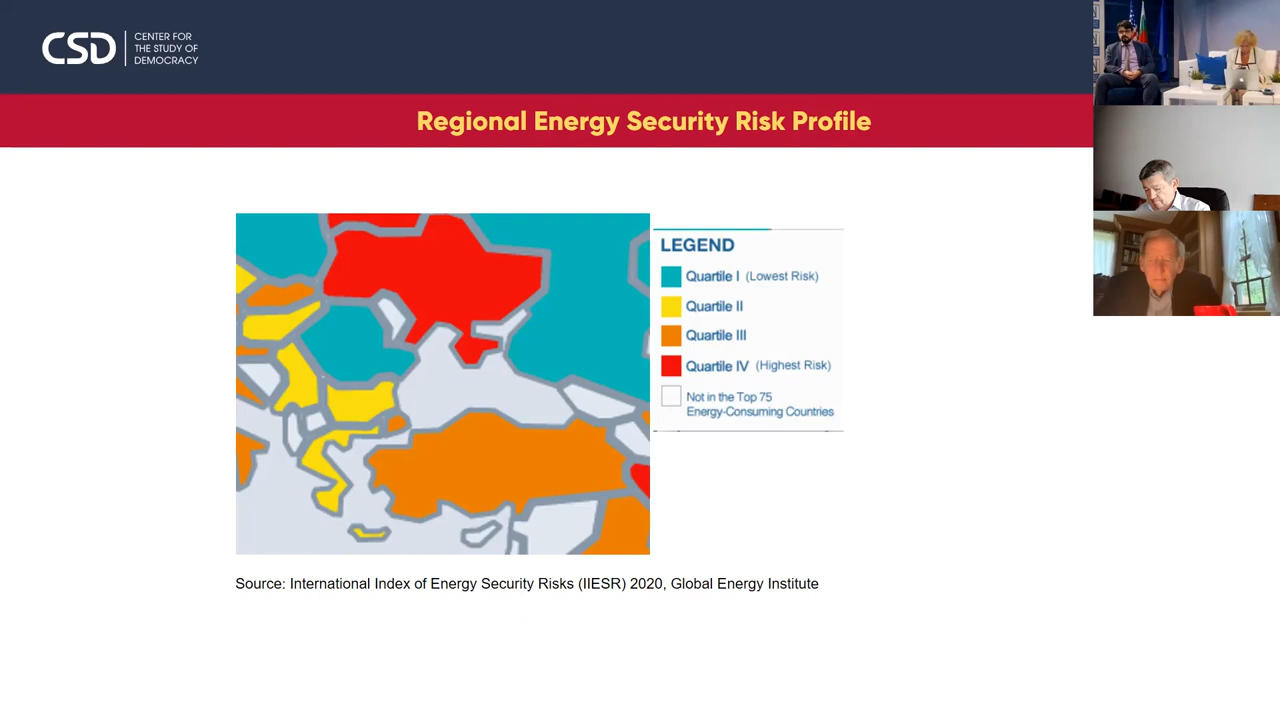 CSD
CENTER FOR
THE STUDY OF
DEMOCRACY
Regional Energy Security Risk Profile
LEGEND
Quartile I (Lowest Risk)
Quartile II
Quartile III
Quartile IV (Highest Risk)
Not in the Top 75
Energy-Consuming Countries
Source: International Index of Energy Security Risks (IIESR) 2020, Global Energy Institute